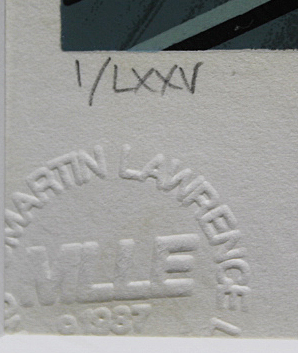 1/LXXV
MARTIN LAWRENCE
MLLE
1987